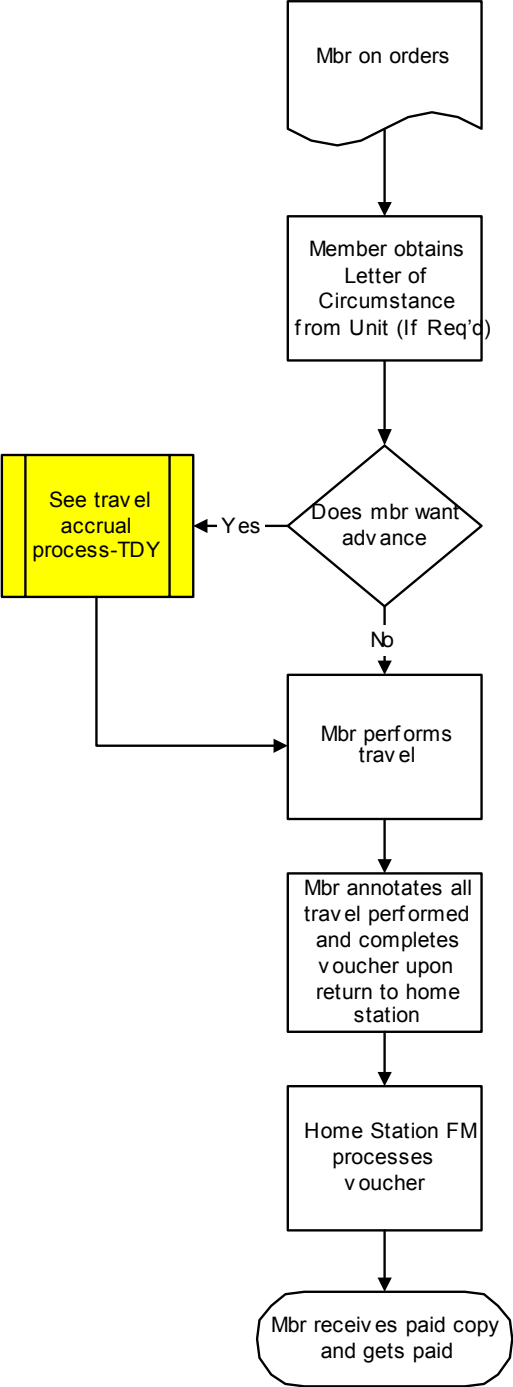 Mbr on orders
Member obtains
Letter of
Circumstance
from Unit (If Req'd)
Does mbr want
advance
Yes
See travel
accrual
process-TDY
No
Mbr performs
travel
Mbr annotates all
travel performed
and completes
voucher upon
return to home
station
Home Station FM
processes
voucher
Mbr receives paid copy
and gets paid